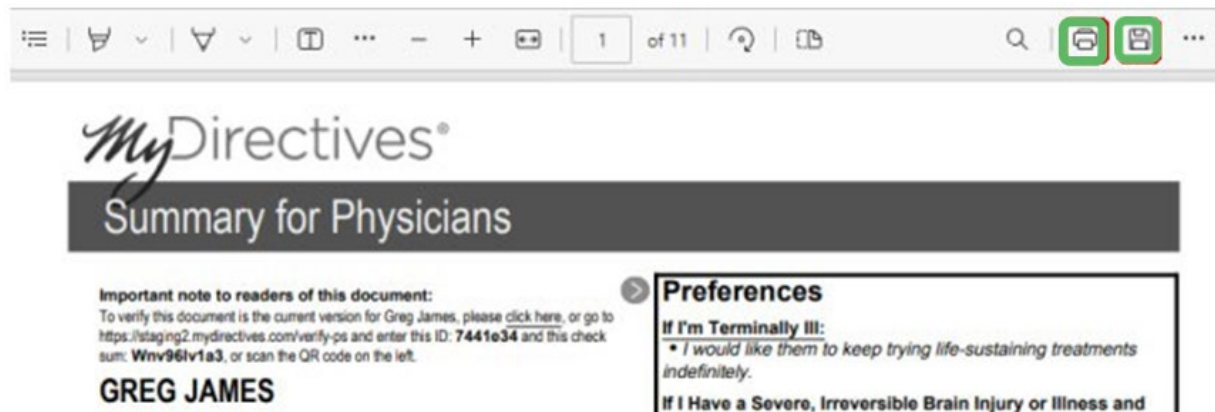 1 of 11
MyDirectives®
Summary for Physicians
Important note to readers of this document:
To verify this document is the current version for Greg James, please click here, or go to
https://staging2.mydirectives.com/verify-ps and enter this ID: 7441e34 and this check
sum: Wnv96lv1a3, or scan the QR code on the left.
GREG JAMES
Preferences
If I'm Terminally Ill:
• I would like them to keep trying life-sustaining treatments
indefinitely.
If I Have a Severe, Irreversible Brain Injury or Illness and